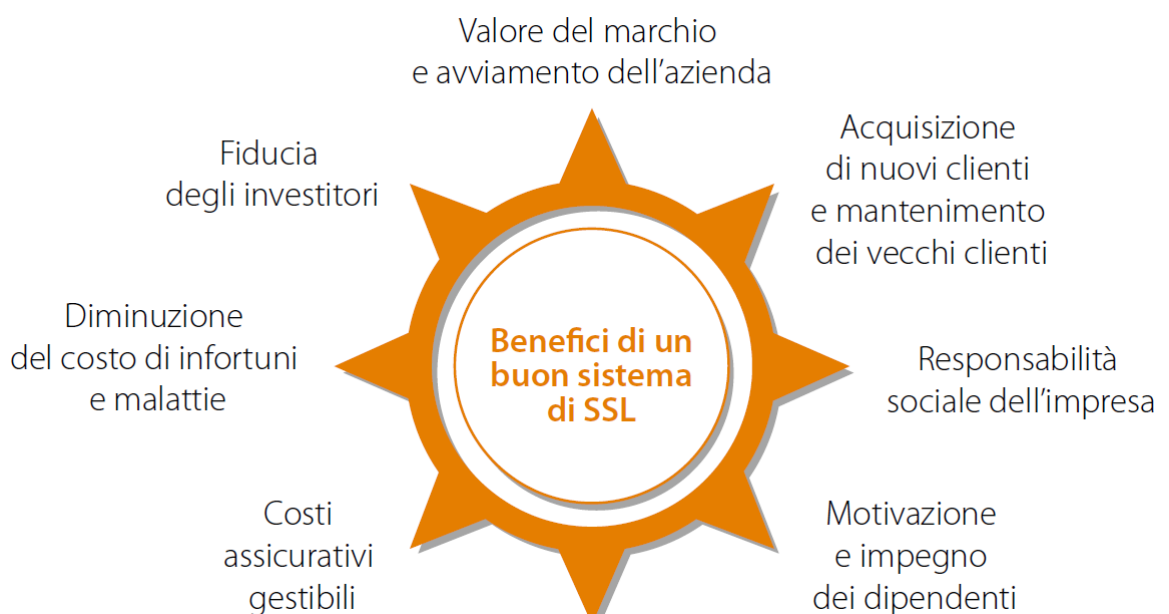 Valore del marchio
e avviamento dell'azienda
Acquisizione
di nuovi clienti
e mantenimento
dei vecchi clienti
Responsabilità
sociale dell'impresa
Motivazione
e impegno
dei dipendenti
Costi
assicurativi
gestibili
Diminuzione
del costo di infortuni
e malattie
Fiducia
degli investitori
Benefici di un
buon sistema
di SSL